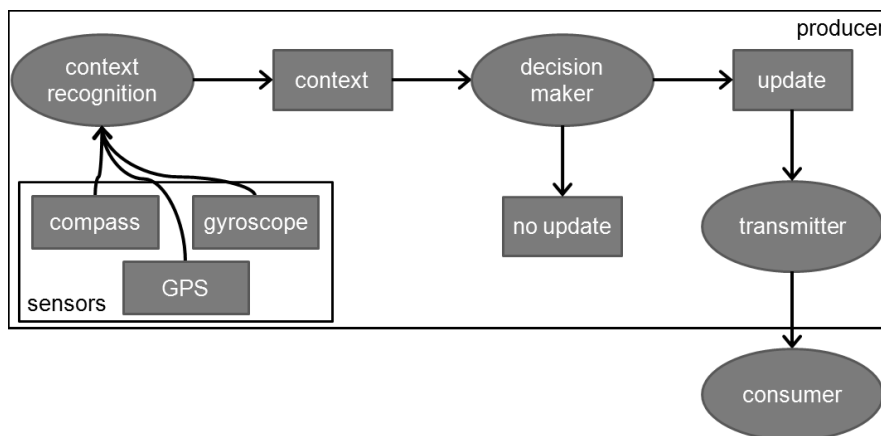 producer
context
recognition
context
decision
maker
update
compass
gyroscope
no update
transmitter
GPS
sensors
consumer